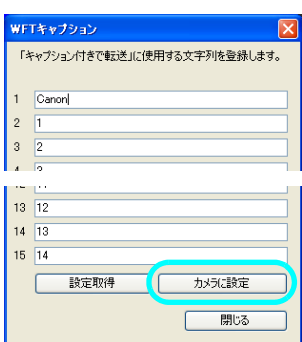 WFTキャプション
「キャプション付きで転送」に使用する文字列を登録します。
1 Canon
2 1
3 2
13 12
14 13
15 14
設定取得 カメラに設定
閉じる